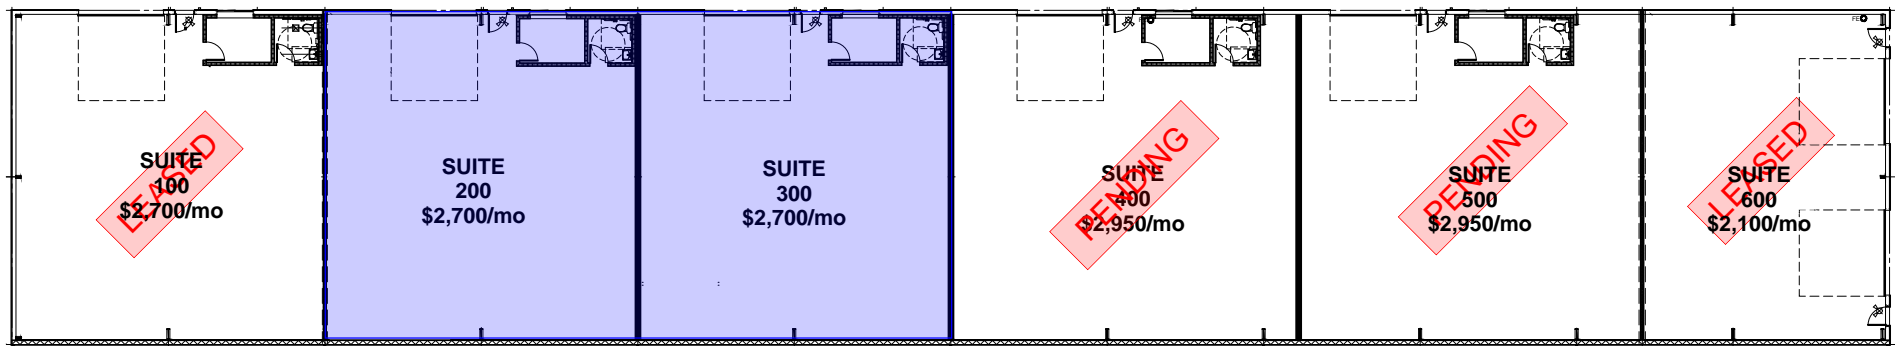 SUITE
100
$2,700/mo
LEASED
SUITE
200
$2,700/mo
SUITE
300
$2,700/mo
SUITE
400
$2,950/mo
PENDING
SUITE
500
$2,950/mo
PENDING
FE
SUITE
600
$2,100/mo
LEASED